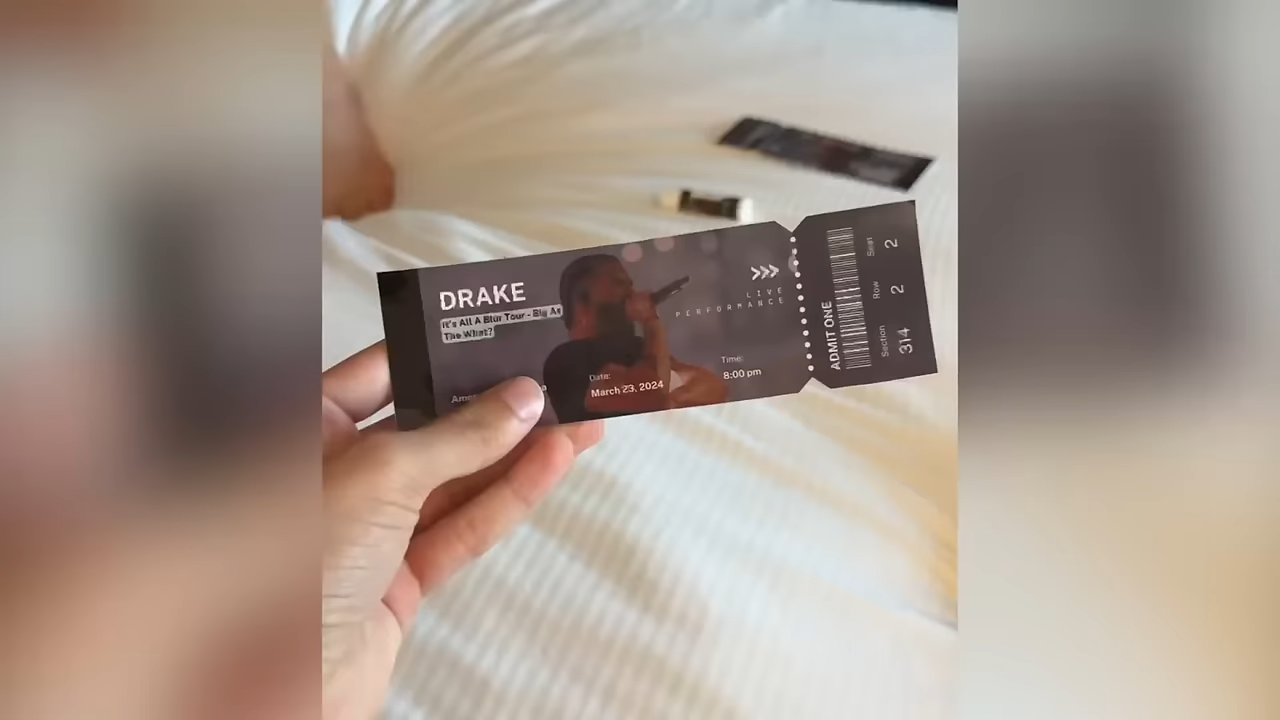 DRAKE
It's All A Blur Tour - Big As
The What?
>>>
LIVE
PERFORMANCE
Date:
March 23, 2024
Time:
8:00 pm
ADMIT ONE
Section
314
Row
2
Seat
2